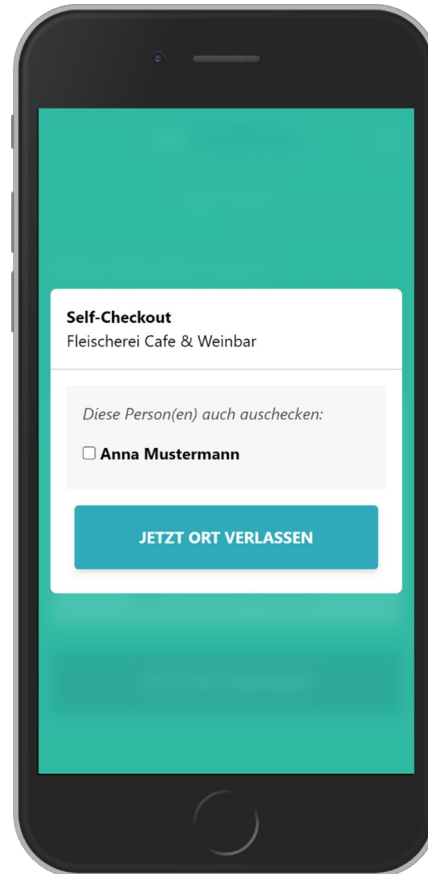 Self-Checkout
Fleischerei Cafe & Weinbar
Diese Person(en) auch auschecken:
Anna Mustermann
JETZT ORT VERLASSEN